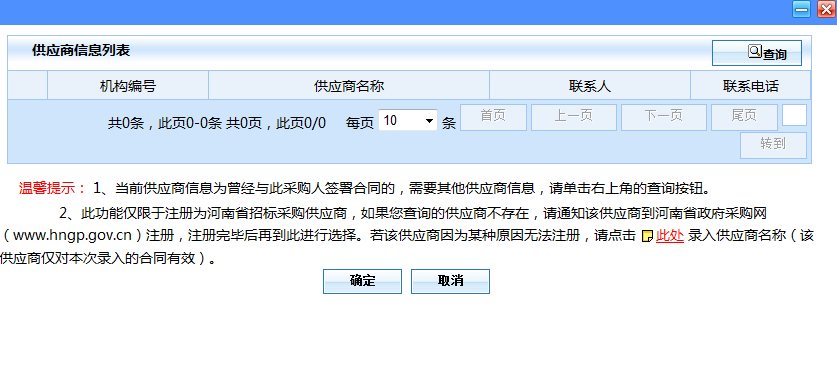 供应商信息列表
查询
机构编号 供应商名称 联系人 联系电话
共0条，此页0-0条 共0页，此页0/0 每页 10 条 首页 上一页 下一页 尾页
转到
温馨提示： 1、当前供应商信息为曾经与此采购人签署合同的，需要其他供应商信息，请单击右上角的查询按钮。
2、此功能仅限于注册为河南省招标采购供应商，如果您查询的供应商不存在，请通知该供应商到河南省政府采购网
（www.hngp.gov.cn）注册，注册完毕后再到此进行选择。若该供应商因为某种原因无法注册，请点击 此处 录入供应商名称（该
供应商仅对本次录入的合同有效）。
确定 取消